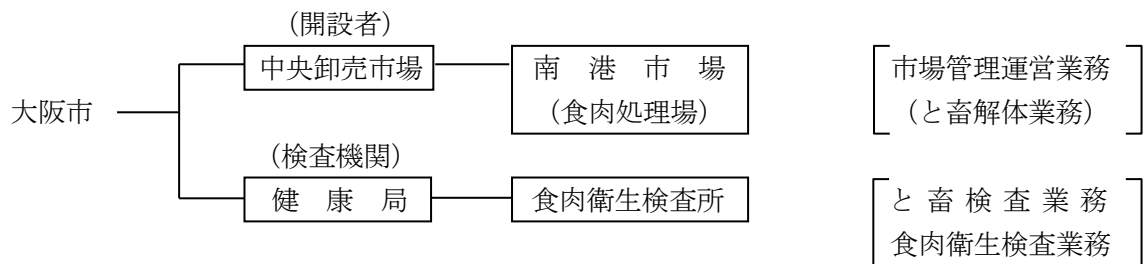 (開設者)
中央卸売市場 南港市場 市場管理運営業務
大阪市 (食肉処理場) (と畜解体業務)
(検査機関)
健康局 食肉衛生検査所 と畜検査業務
食肉衛生検査業務